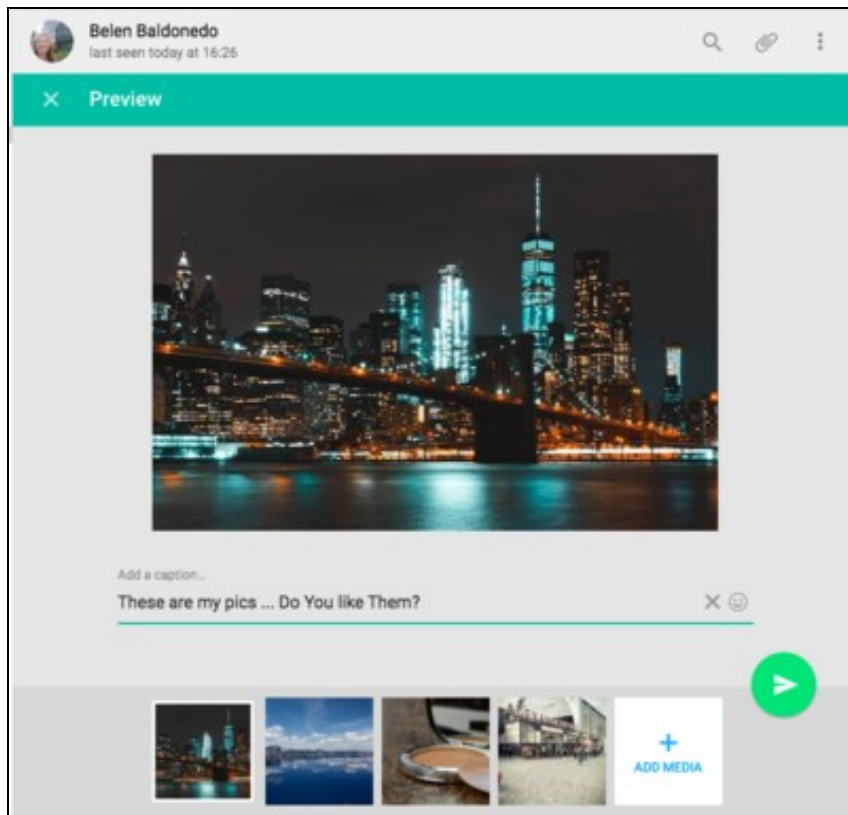 Belen Baldonedo
last seen today at 16:26
Preview
Add a caption...
These are my pics ... Do You like Them?
+
ADD MEDIA